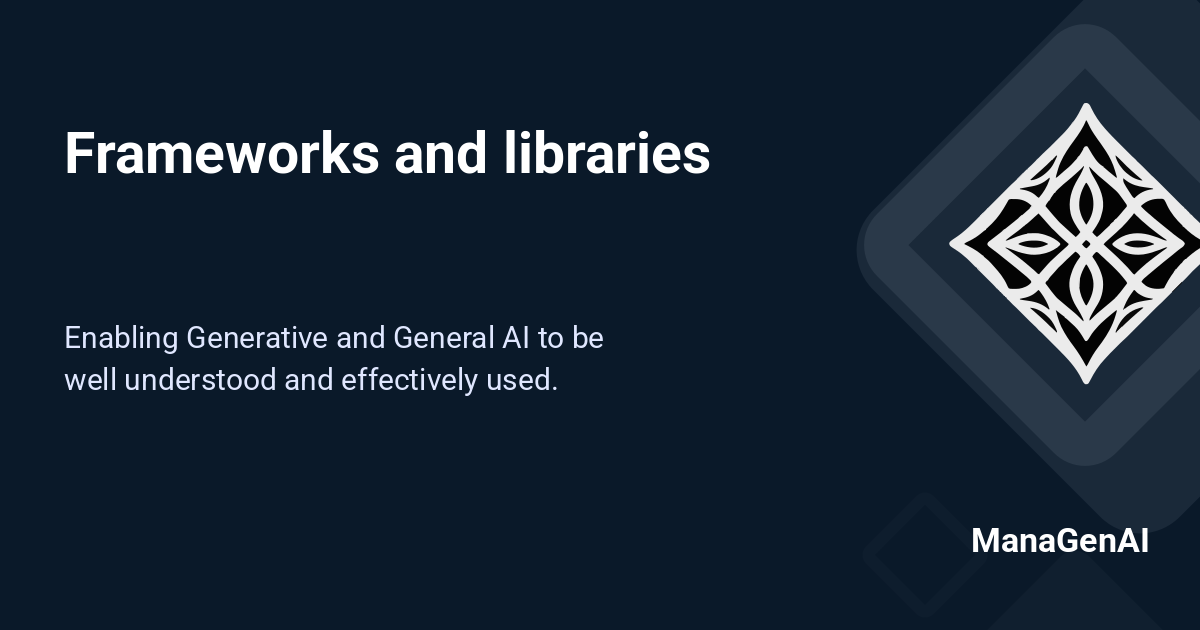 Frameworks and libraries
Enabling Generative and General AI to be
well understood and effectively used.
ManaGenAI